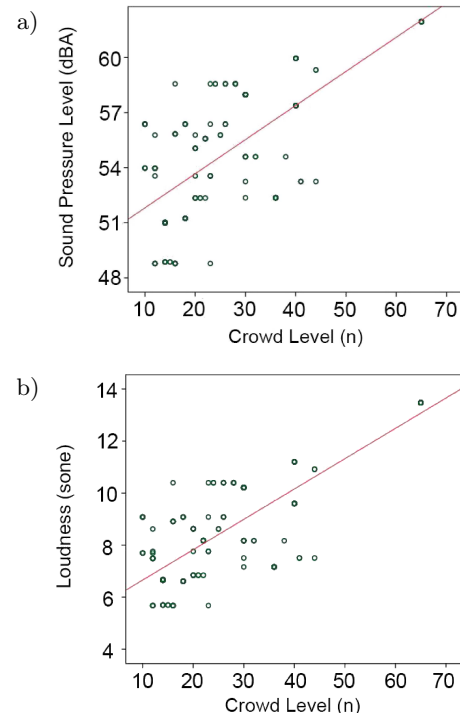 a)
Sound Pressure Level (dBA)
60
57
54
51
48
10 20 30 40 50 60 70
Crowd Level (n)
b)
Loudness (sone)
14
12
10
8
6
4
10 20 30 40 50 60 70
Crowd Level (n)